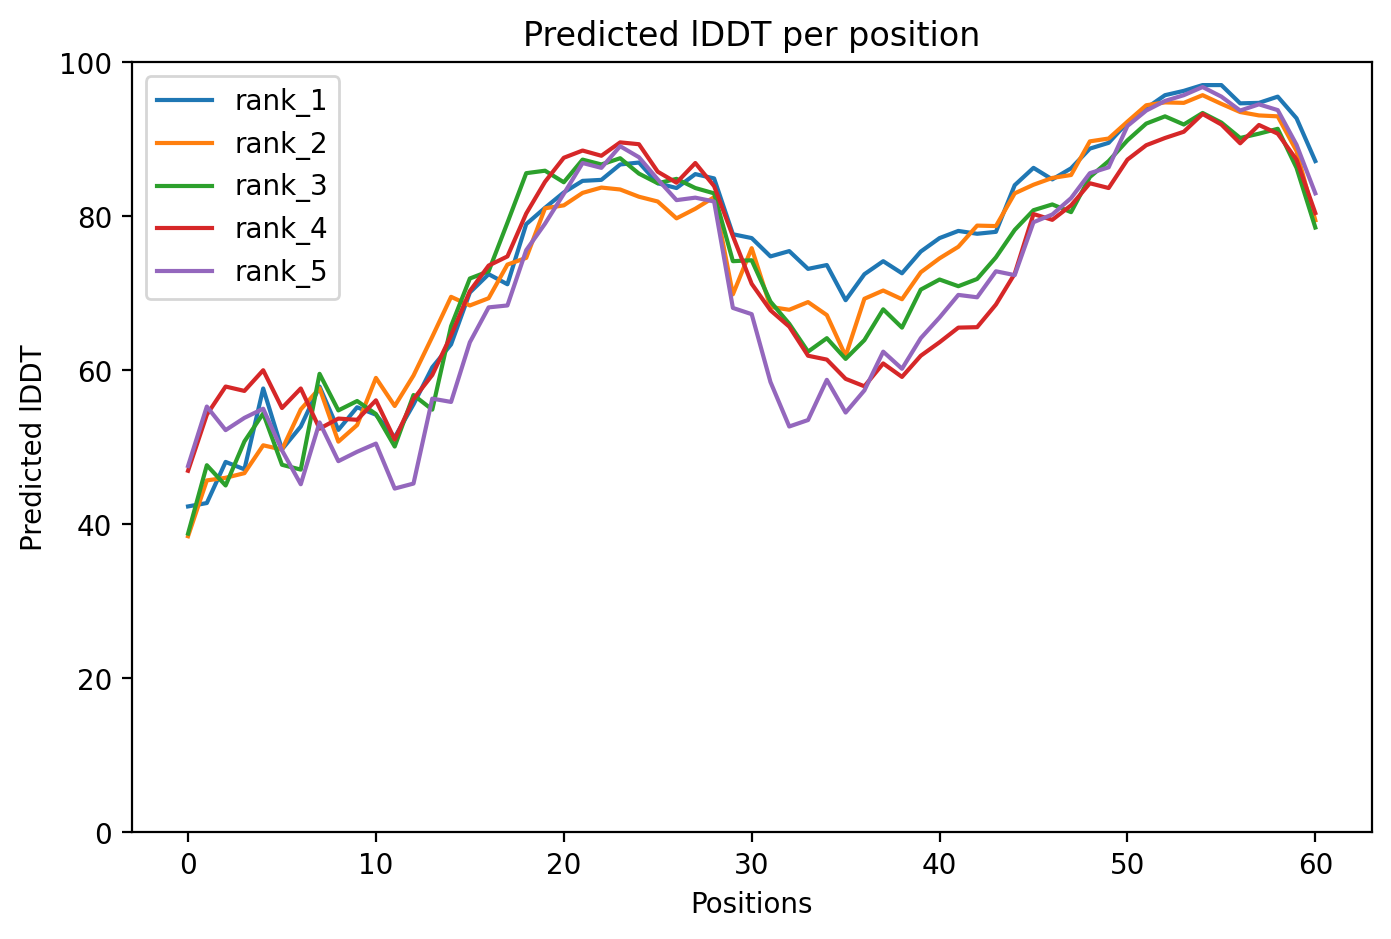 Predicted lDDT per position
100
80
60
40
20
0
Predicted lDDT
rank_1
rank_2
rank_3
rank_4
rank_5
0 10 20 30 40 50 60
Positions